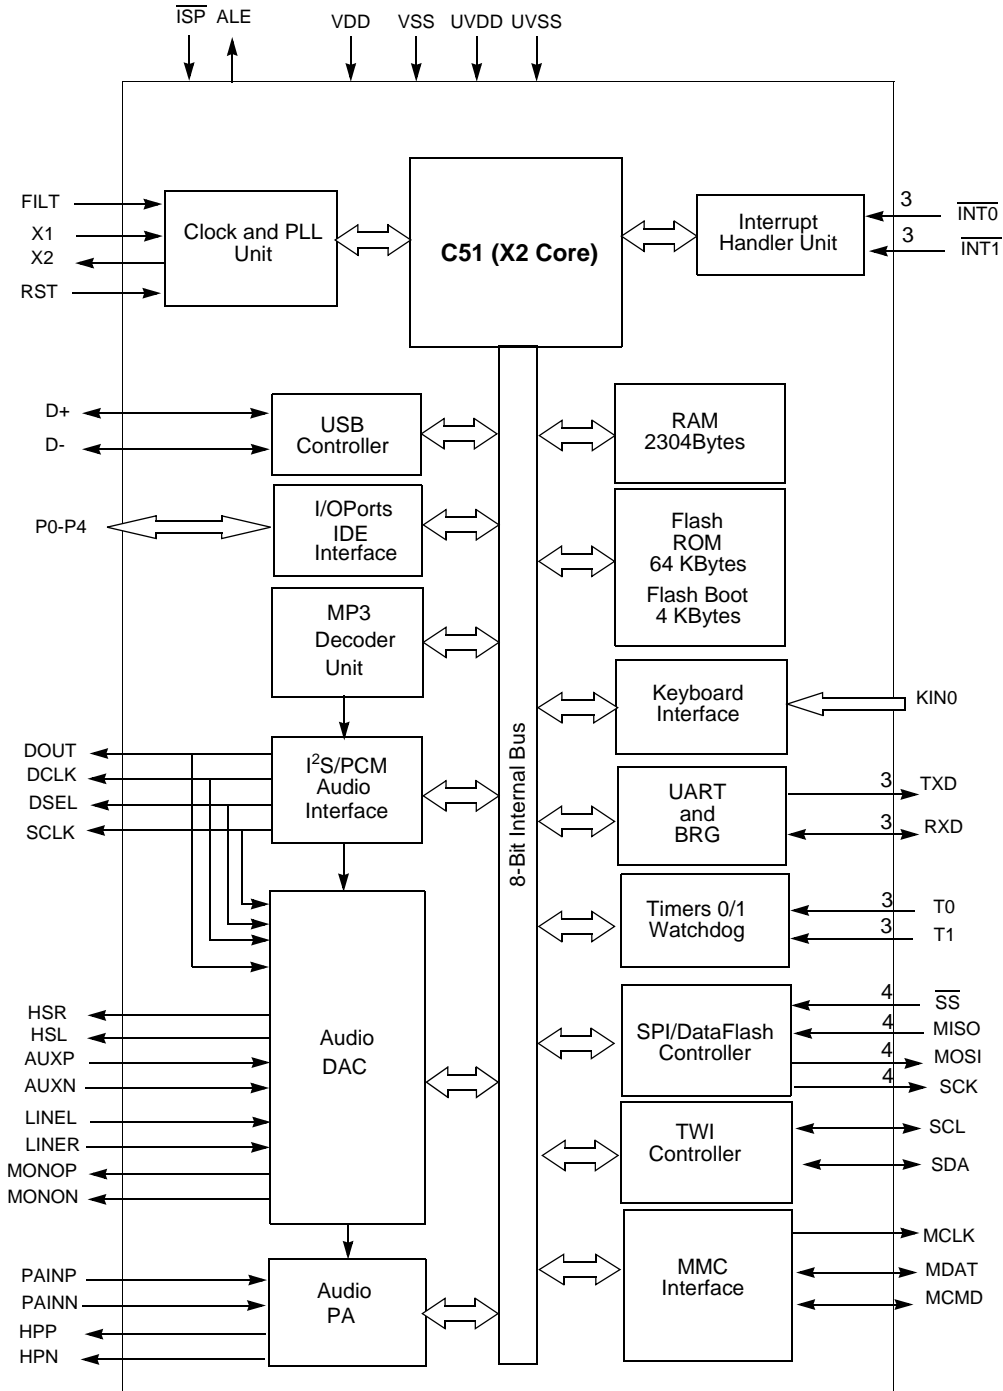 ISP ALE VDD VSS UVDD UVSS
FILT
X1
X2
RST
Clock and PLL
Unit
C51 (X2 Core)
Interrupt
Handler Unit
3 INT0
3 INT1
D+
D-
USB
Controller
RAM
2304Bytes
P0-P4
I/OPorts
IDE
Interface
Flash
ROM
64 KBytes
Flash Boot
4 KBytes
MP3
Decoder
Unit
Keyboard
Interface
KIN0
8-Bit Internal Bus
DOUT
DCLK
DSEL
SCLK
I2S/PCM
Audio
Interface
UART
and
BRG
3 TXD
3 RXD
Timers 0/1
Watchdog
3 T0
3 T1
HSR
HSL
AUXP
AUXN
LINEL
LINER
MONOP
MONON
Audio
DAC
SPI/DataFlash
Controller
4 SS
4 MISO
4 MOSI
4 SCK
TWI
Controller
SCL
SDA
PAINP
PAINN
HPP
HPN
Audio
PA
MMC
Interface
MCLK
MDAT
MCMD